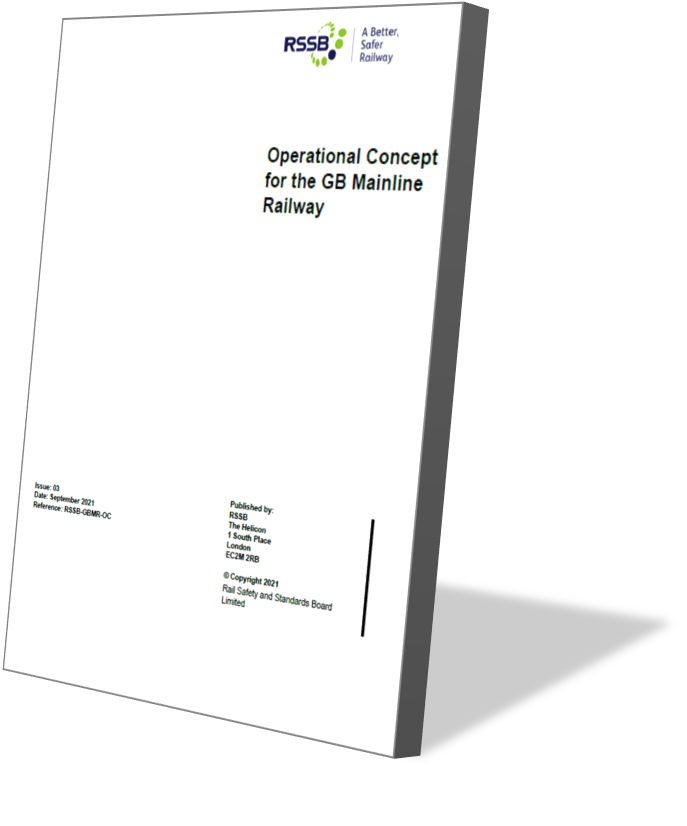 RSSB
A Better,
Safer
Railway
Operational Concept
for the GB Mainline
Railway
Issue: 03
Date: September 2021
Reference: RSSB-GBMR-OC
Published by:
RSSB
The Helicon
1 South Place
London
EC2M 2RB
© Copyright 2021
Rail Safety and Standards Board
Limited